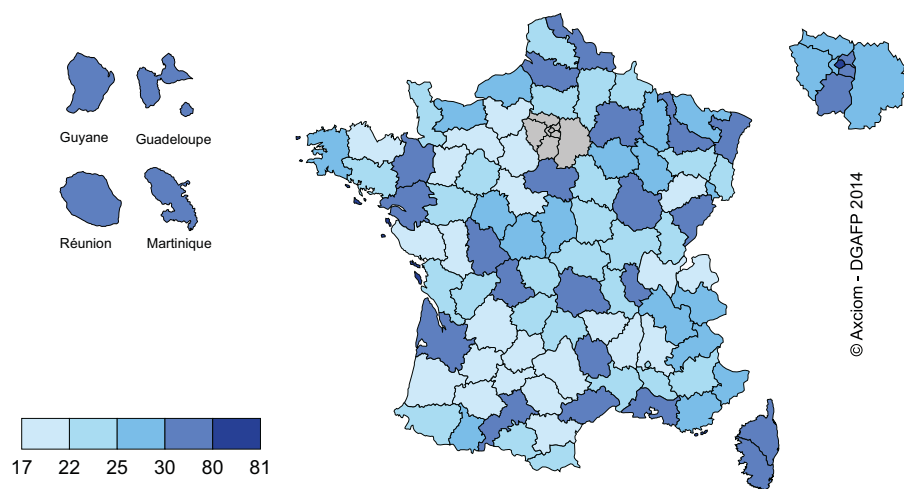 Guyane
Guadeloupe
Réunion
Martinique
© Axciom - DGAFP 2014
17 22 25 30 80 81